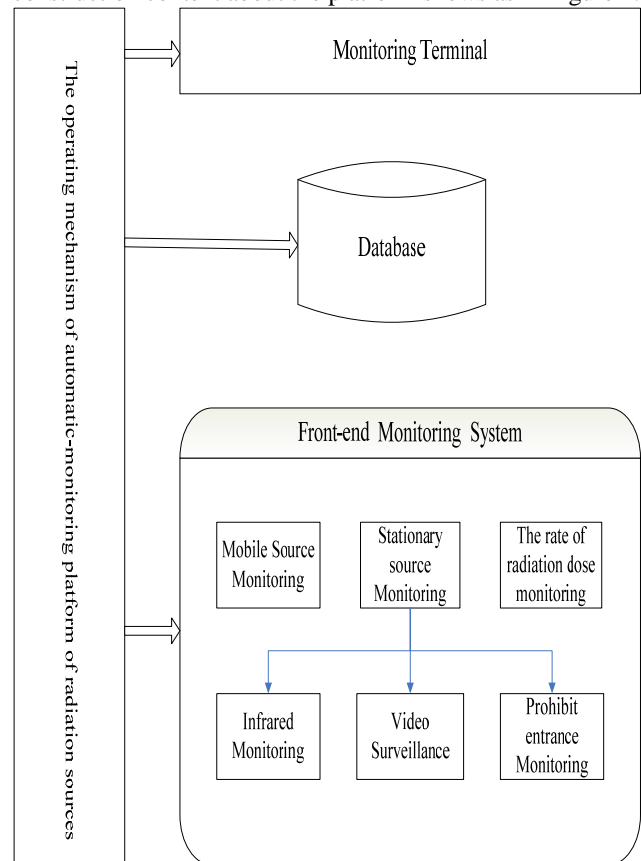 The operating mechanism of automatic-monitoring platform of radiation sources
Monitoring Terminal
Database
Front-end Monitoring System
Mobile Source
Monitoring
Stationary
source
Monitoring
The rate of
radiation dose
monitoring
Infrared
Monitoring
Video
Surveillance
Prohibit
entrance
Monitoring